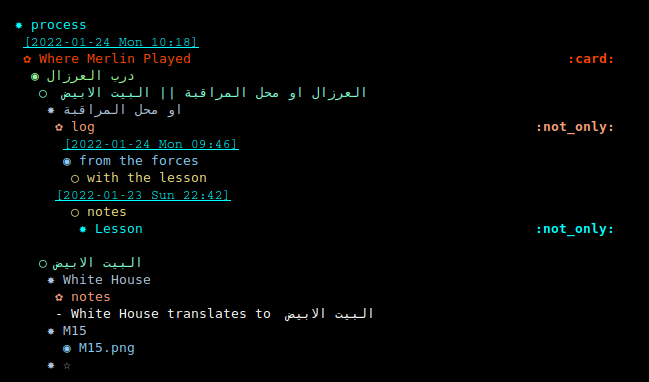 ✸ process
[2022-01-24 Mon 10:18]
✿ Where Merlin Played :card:
◉ درب العرزال
○ العرزال او محل المراقبة || البيت الابيض
✸ او محل المراقبة
✿ log :not_only:
[2022-01-24 Mon 09:46]
◉ from the forces
○ with the lesson
[2022-01-23 Sun 22:42]
○ notes
✸ Lesson :not_only:
○ البيت الابيض
✸ White House
✿ notes
- White House translates to البيت الابيض
✸ M15
◉ M15.png
✸ ☆